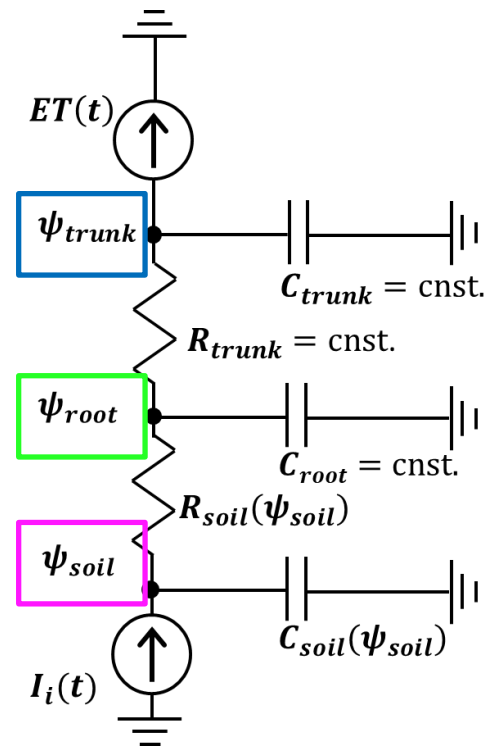 ET(t)
ψtrunk
Ctrunk = cnst.
Rtrunk = cnst.
ψroot
Croot = cnst.
Rsoil(ψsoil)
ψsoil
Csoil(ψsoil)
Ii(t)